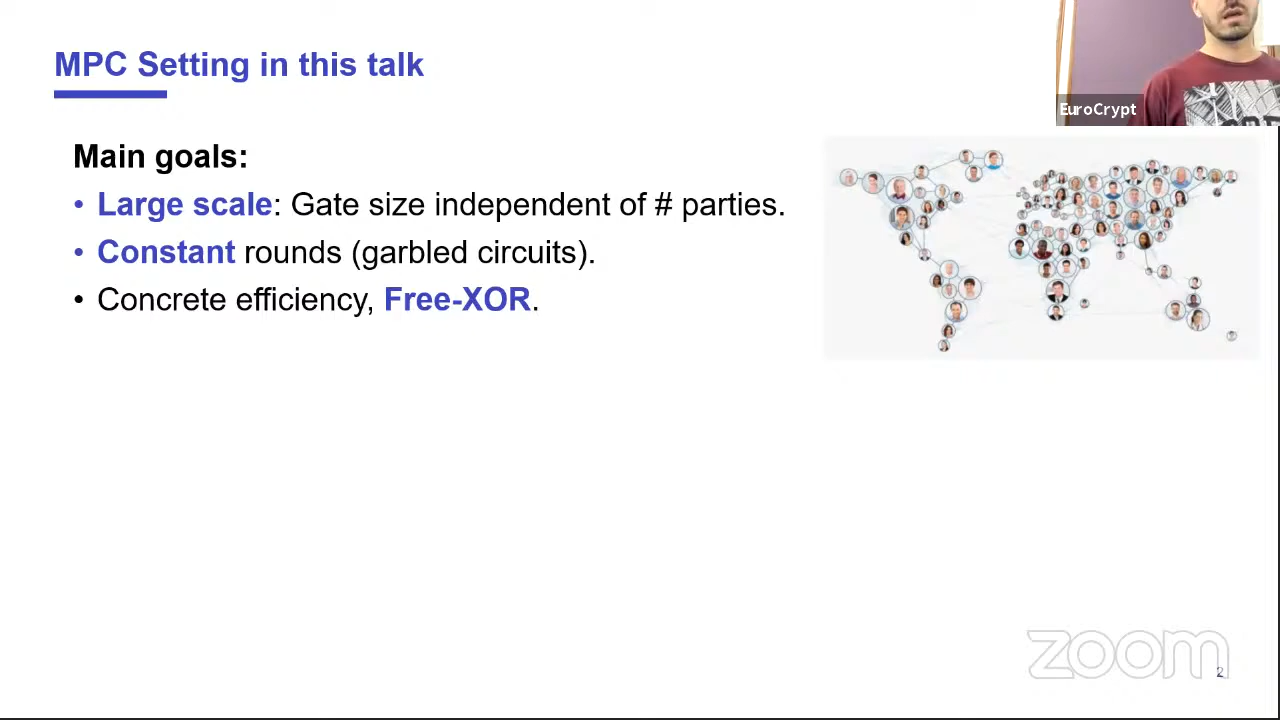 MPC Setting in this talk
EuroCrypt
Main goals:
• Large scale: Gate size independent of # parties.
• Constant rounds (garbled circuits).
• Concrete efficiency, Free-XOR.
zoom
2